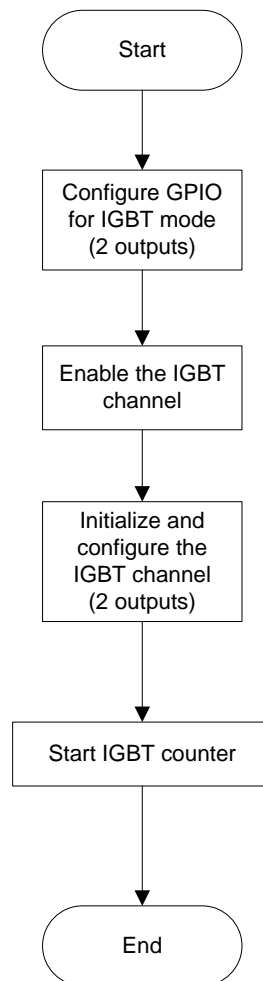 Start
Configure GPIO
for IGBT mode
(2 outputs)
Enable the IGBT
channel
Initialize and
configure the
IGBT channel
(2 outputs)
Start IGBT counter
End